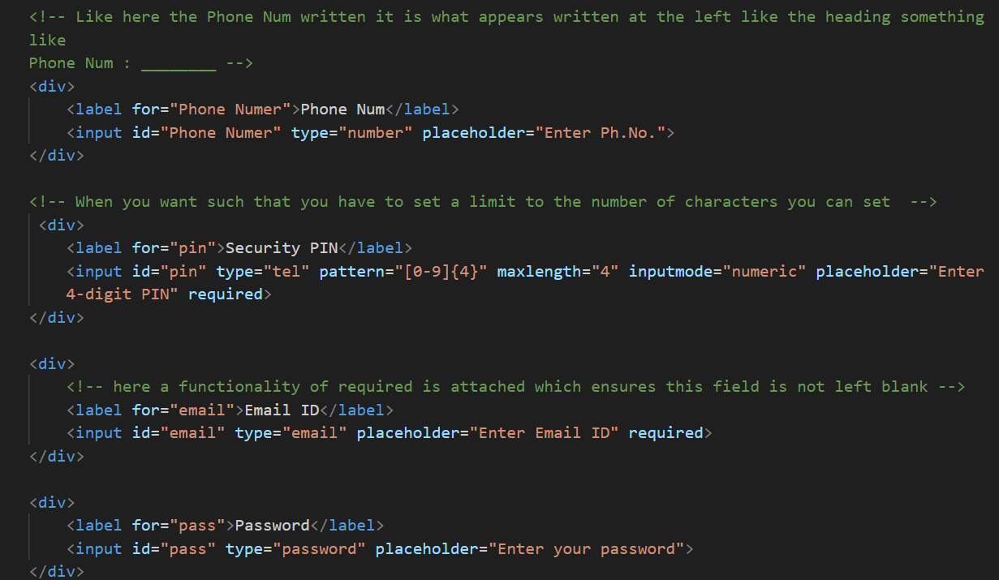 <!-- Like here the Phone Num written it is what appears written at the left like the heading something
like
Phone Num : ________ -->
<div>
<label for="Phone Numer">Phone Num</label>
<input id="Phone Numer" type="number" placeholder="Enter Ph.No.">
</div>
<!-- When you want such that you have to set a limit to the number of characters you can set  -->
<div>
<label for="pin">Security PIN</label>
<input id="pin" type="tel" pattern="[0-9]{4}" maxlength="4" inputmode="numeric" placeholder="Enter
4-digit PIN" required>
</div>
<div>
<!-- here a functionality of required is attached which ensures this field is not left blank -->
<label for="email">Email ID</label>
<input id="email" type="email" placeholder="Enter Email ID" required>
</div>
<div>
<label for="pass">Password</label>
<input id="pass" type="password" placeholder="Enter your password">
</div>